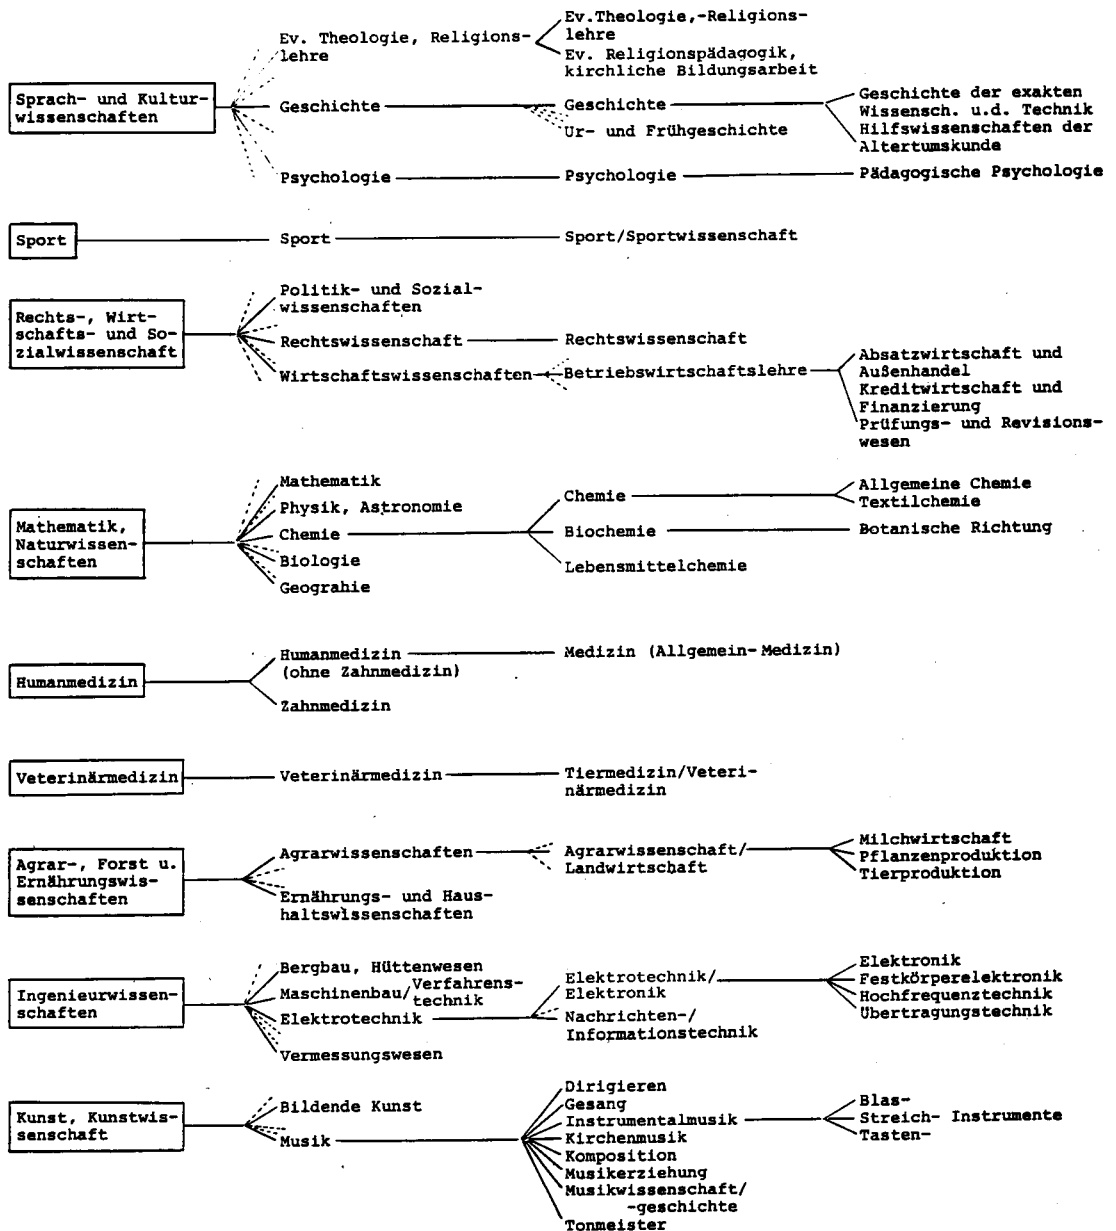 Sprach- und Kultur-
wissenschaften
Ev. Theologie, Religions-
lehre
Ev.Theologie,-Religions-
lehre
Ev. Religionspädagogik,
kirchliche Bildungsarbeit
Geschichte
Geschichte
Ur- und Frühgeschichte
Geschichte der exakten
Wissensch. u.d. Technik
Hilfswissenschaften der
Altertumskunde
Psychologie
Psychologie
Pädagogische Psychologie
Sport
Sport
Sport/Sportwissenschaft
Rechts-, Wirt-
schafts- und So-
zialwissenschaft
Politik- und Sozial-
wissenschaften
Rechtswissenschaft
Rechtswissenschaft
Wirtschaftswissenschaften
Betriebswirtschaftslehre
Absatzwirtschaft und
Außenhandel
Kreditwirtschaft und
Finanzierung
Prüfungs- und Revisions-
wesen
Mathematik,
Naturwissen-
schaften
Mathematik
Physik, Astronomie
Chemie
Biologie
Geograhie
Chemie
Biochemie
Lebensmittelchemie
Allgemeine Chemie
Textilchemie
Botanische Richtung
Humanmedizin
Humanmedizin
(ohne Zahnmedizin)
Zahnmedizin
Medizin (Allgemein-Medizin)
Veterinärmedizin
Veterinärmedizin
Tiermedizin/Veteri-
närmedizin
Agrar-, Forst u.
Ernährungswis-
senschaften
Agrarwissenschaften
Ernährungs- und Haus-
haltswissenschaften
Agrarwissenschaft/
Landwirtschaft
Milchwirtschaft
Pflanzenproduktion
Tierproduktion
Ingenieurwissen-
schaften
Bergbau, Hüttenwesen
Maschinenbau/Verfahrens-
technik
Elektrotechnik
Vermessungswesen
Elektrotechnik/
Elektronik
Nachrichten-/
Informationstechnik
Elektronik
Festkörperelektronik
Hochfrequenztechnik
Übertragungstechnik
Kunst, Kunstwis-
senschaft
Bildende Kunst
Musik
Dirigieren
Gesang
Instrumentalmusik
Kirchenmusik
Komposition
Musikerziehung
Musikwissenschaft/
-geschichte
Tonmeister
Blas-
Streich- Instrumente
Tasten-